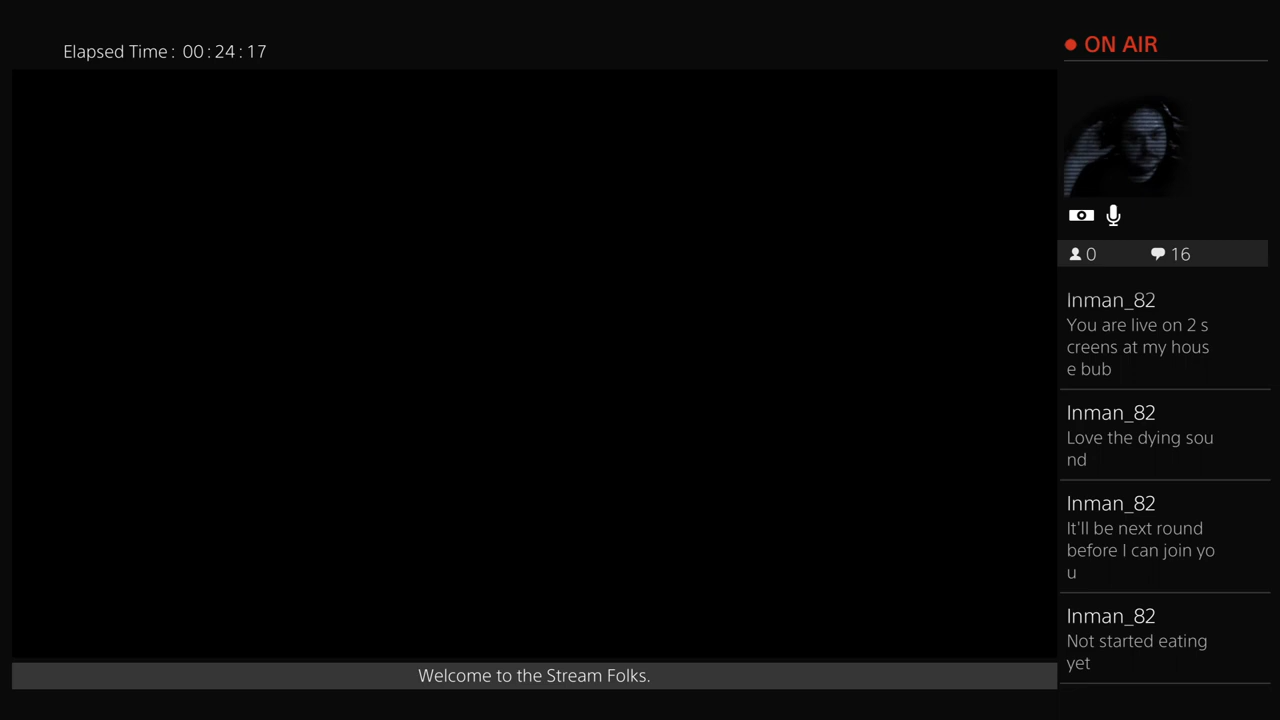 Elapsed Time: 00:24:17
ON AIR
0 16
Inman_82
You are live on 2 s
creens at my hous
e bub
Inman_82
Love the dying sou
nd
Inman_82
It'll be next round
before I can join yo
u
Inman_82
Not started eating
yet
Welcome to the Stream Folks.